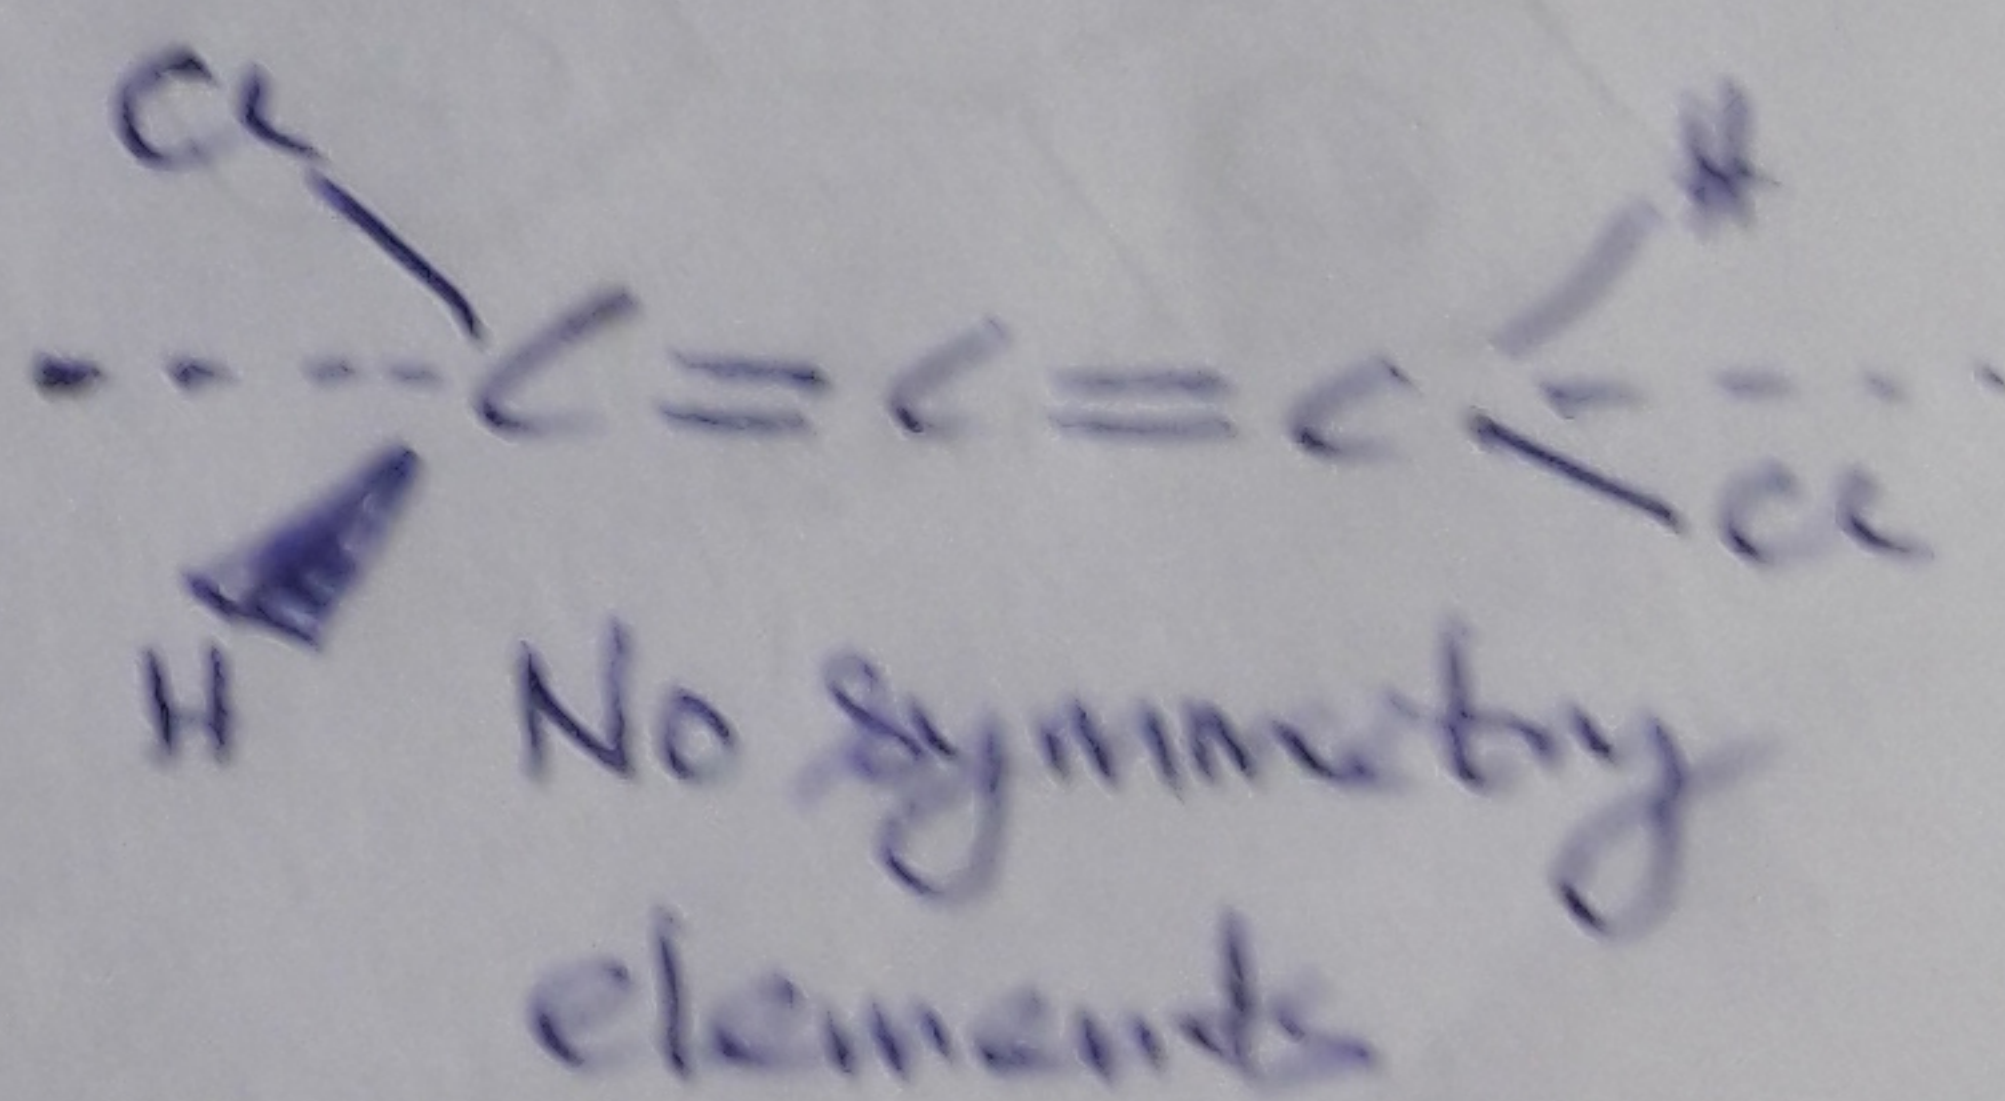 Cl H
C = C = C
H Cl
No symmetry
elements